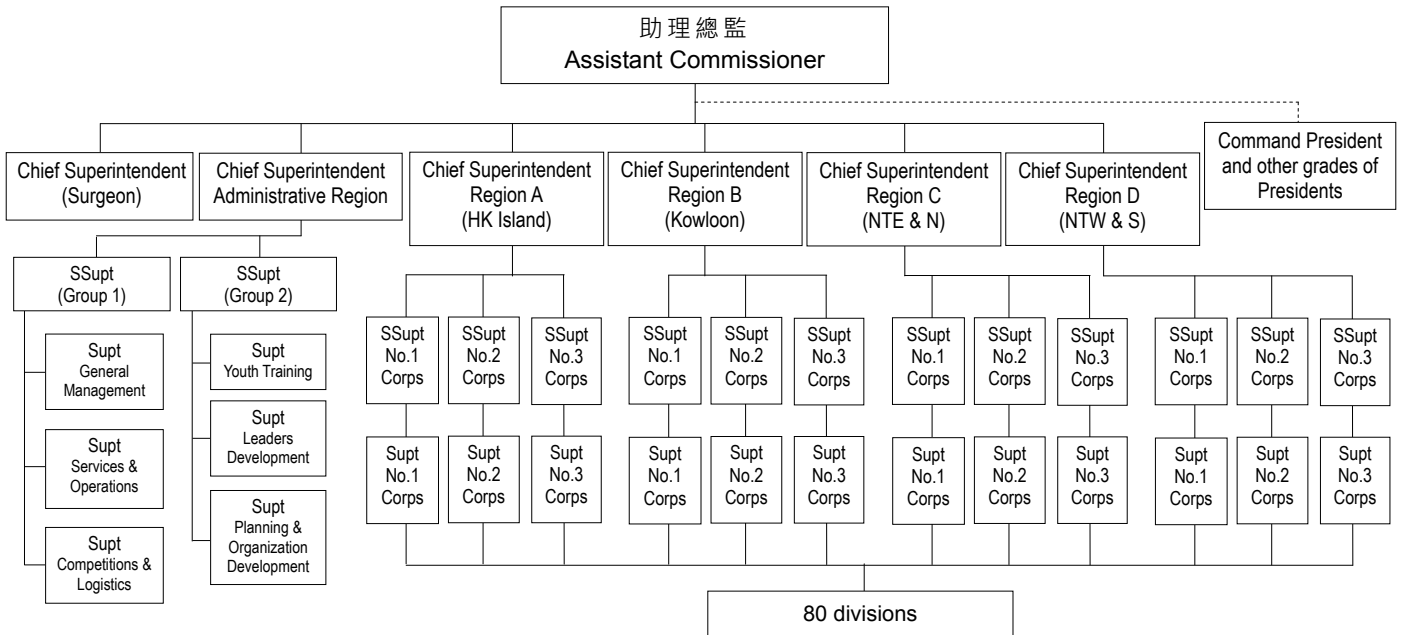 助理總監
Assistant Commissioner
Chief Superintendent
(Surgeon)
Chief Superintendent
Administrative Region
Chief Superintendent
Region A
(HK Island)
Chief Superintendent
Region B
(Kowloon)
Chief Superintendent
Region C
(NTE & N)
Chief Superintendent
Region D
(NTW & S)
Command President
and other grades of
Presidents
SSupt
(Group 1)
SSupt
(Group 2)
Supt
General
Management
Supt
Services &
Operations
Supt
Competitions &
Logistics
Supt
Youth Training
Supt
Leaders
Development
Supt
Planning &
Organization
Development
SSupt
No.1
Corps
SSupt
No.2
Corps
SSupt
No.3
Corps
SSupt
No.1
Corps
SSupt
No.2
Corps
SSupt
No.3
Corps
SSupt
No.1
Corps
SSupt
No.2
Corps
SSupt
No.3
Corps
SSupt
No.1
Corps
SSupt
No.2
Corps
SSupt
No.3
Corps
Supt
No.1
Corps
Supt
No.2
Corps
Supt
No.3
Corps
Supt
No.1
Corps
Supt
No.2
Corps
Supt
No.3
Corps
Supt
No.1
Corps
Supt
No.2
Corps
Supt
No.3
Corps
Supt
No.1
Corps
Supt
No.2
Corps
Supt
No.3
Corps
80 divisions